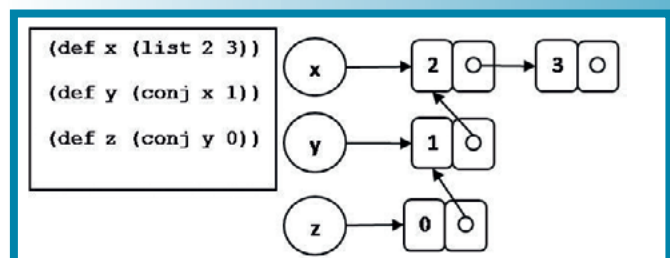 (def x (list 2 3))
(def y (conj x 1))
(def z (conj y 0))
x 2 3
y 1
z 0